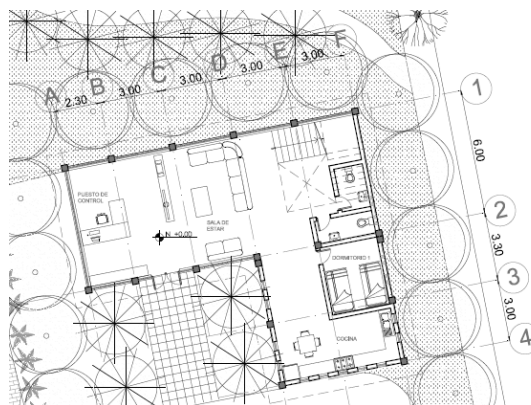 A B C D E F
2.30 3.00 3.00 3.00 3.00
1
6.00
2
3.30
3
3.00
4
PUESTO DE
CONTROL
SALA DE
ESTAR
N. +0.00
DORMITORIO 1
COCINA